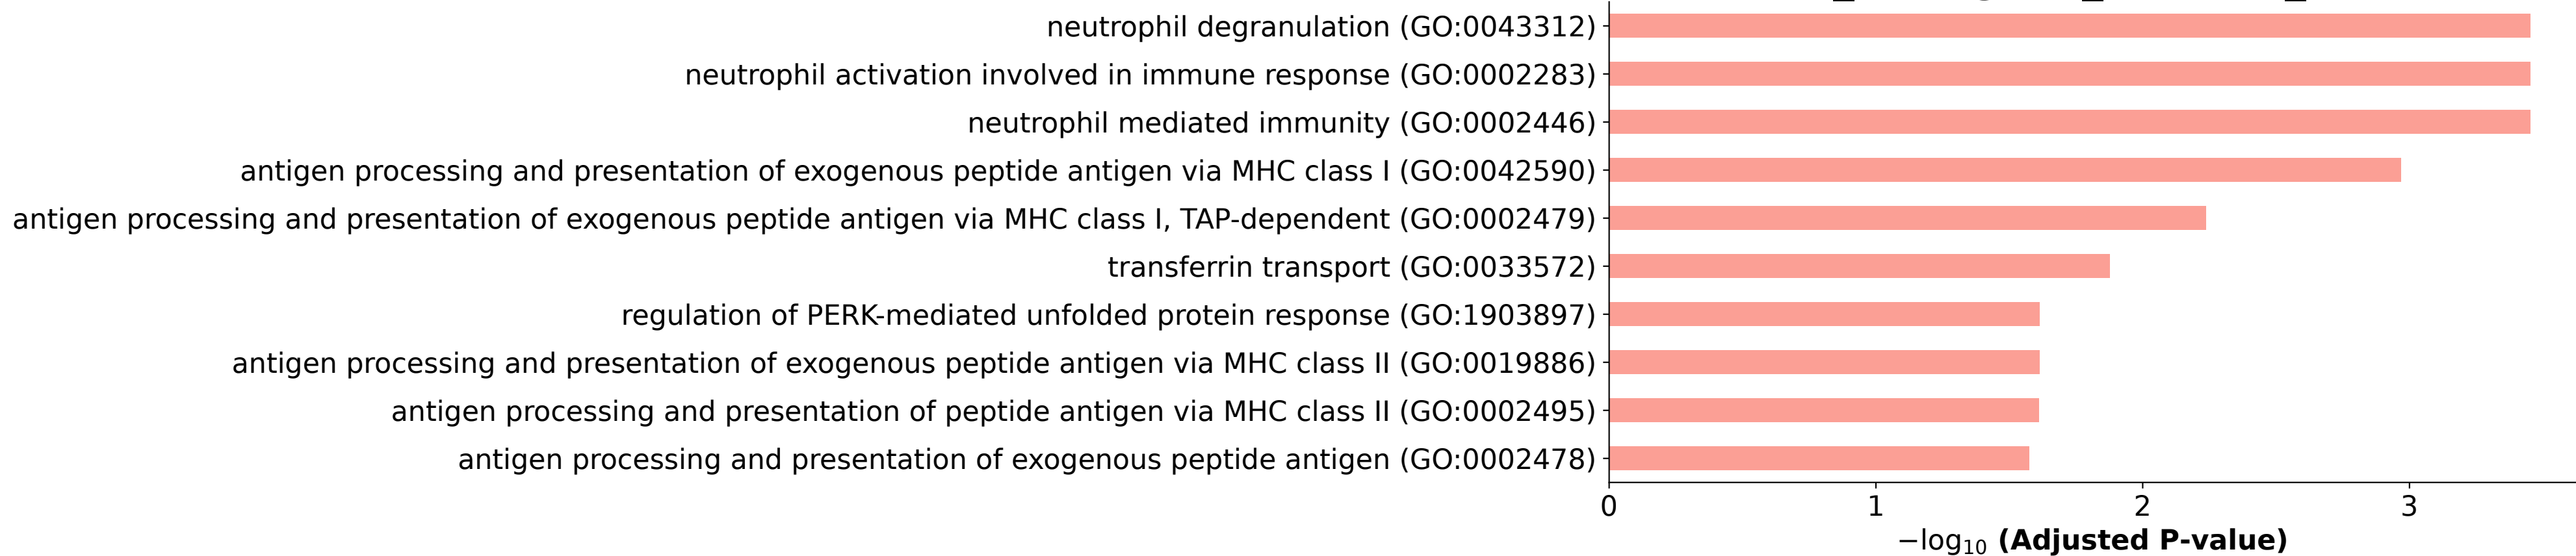 neutrophil degranulation (GO:0043312)
neutrophil activation involved in immune response (GO:0002283)
neutrophil mediated immunity (GO:0002446)
antigen processing and presentation of exogenous peptide antigen via MHC class I (GO:0042590)
antigen processing and presentation of exogenous peptide antigen via MHC class I, TAP-dependent (GO:0002479)
transferrin transport (GO:0033572)
regulation of PERK-mediated unfolded protein response (GO:1903897)
antigen processing and presentation of exogenous peptide antigen via MHC class II (GO:0019886)
antigen processing and presentation of peptide antigen via MHC class II (GO:0002495)
antigen processing and presentation of exogenous peptide antigen (GO:0002478)
0 1 2 3
−log₁₀ (Adjusted P-value)